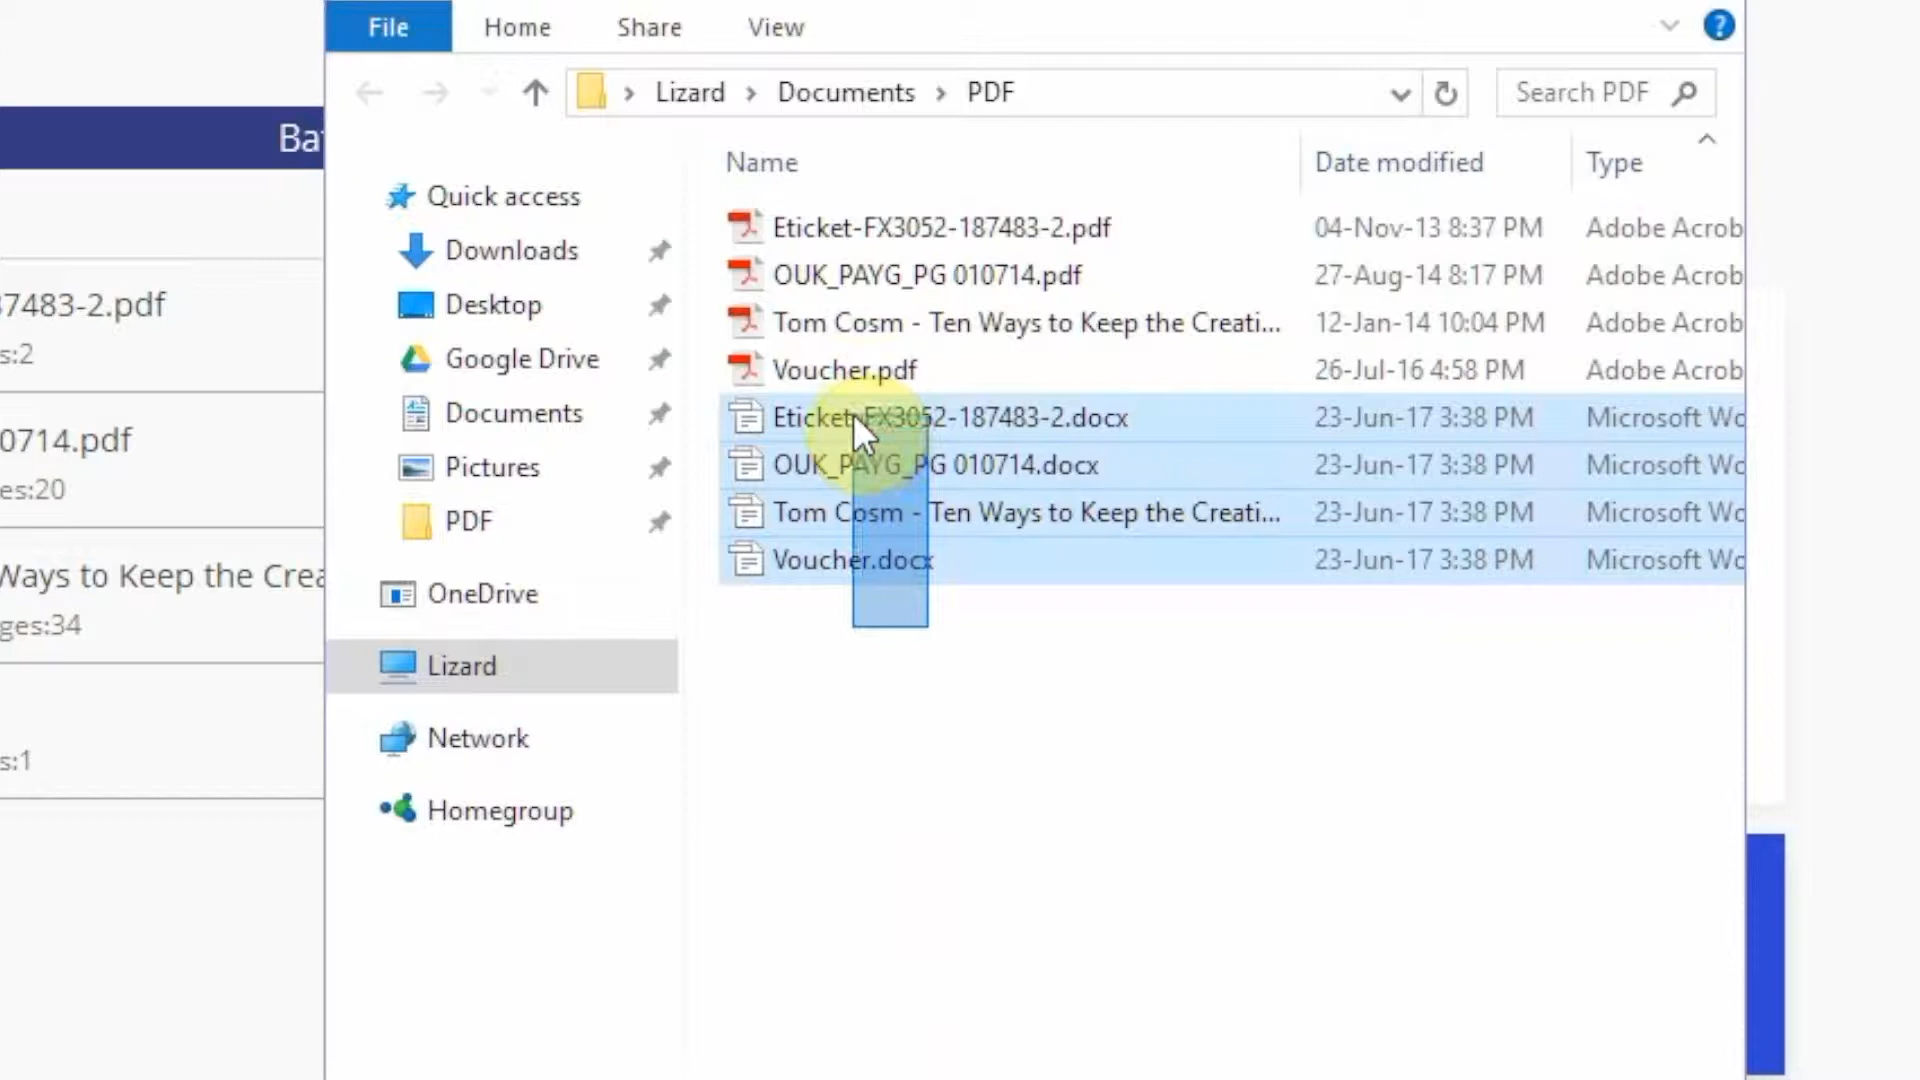 File Home Share View
Lizard Documents PDF Search PDF
Name Date modified Type
Eticket-FX3052-187483-2.pdf 04-Nov-13 8:37 PM Adobe Acrob
OUK_PAYG_PG 010714.pdf 27-Aug-14 8:17 PM Adobe Acrob
Tom Cosm - Ten Ways to Keep the Creati... 12-Jan-14 10:04 PM Adobe Acrob
Voucher.pdf 26-Jul-16 4:58 PM Adobe Acrob
Eticket-FX3052-187483-2.docx 23-Jun-17 3:38 PM Microsoft Wo
OUK_PAYG_PG 010714.docx 23-Jun-17 3:38 PM Microsoft Wo
Tom Cosm - Ten Ways to Keep the Creati... 23-Jun-17 3:38 PM Microsoft Wo
Voucher.docx 23-Jun-17 3:38 PM Microsoft Wo
Quick access
Downloads
Desktop
Google Drive
Documents
Pictures
PDF
OneDrive
Lizard
Network
Homegroup
Ba
7483-2.pdf
s:2
0714.pdf
es:20
Ways to Keep the Crea
ges:34
s:1